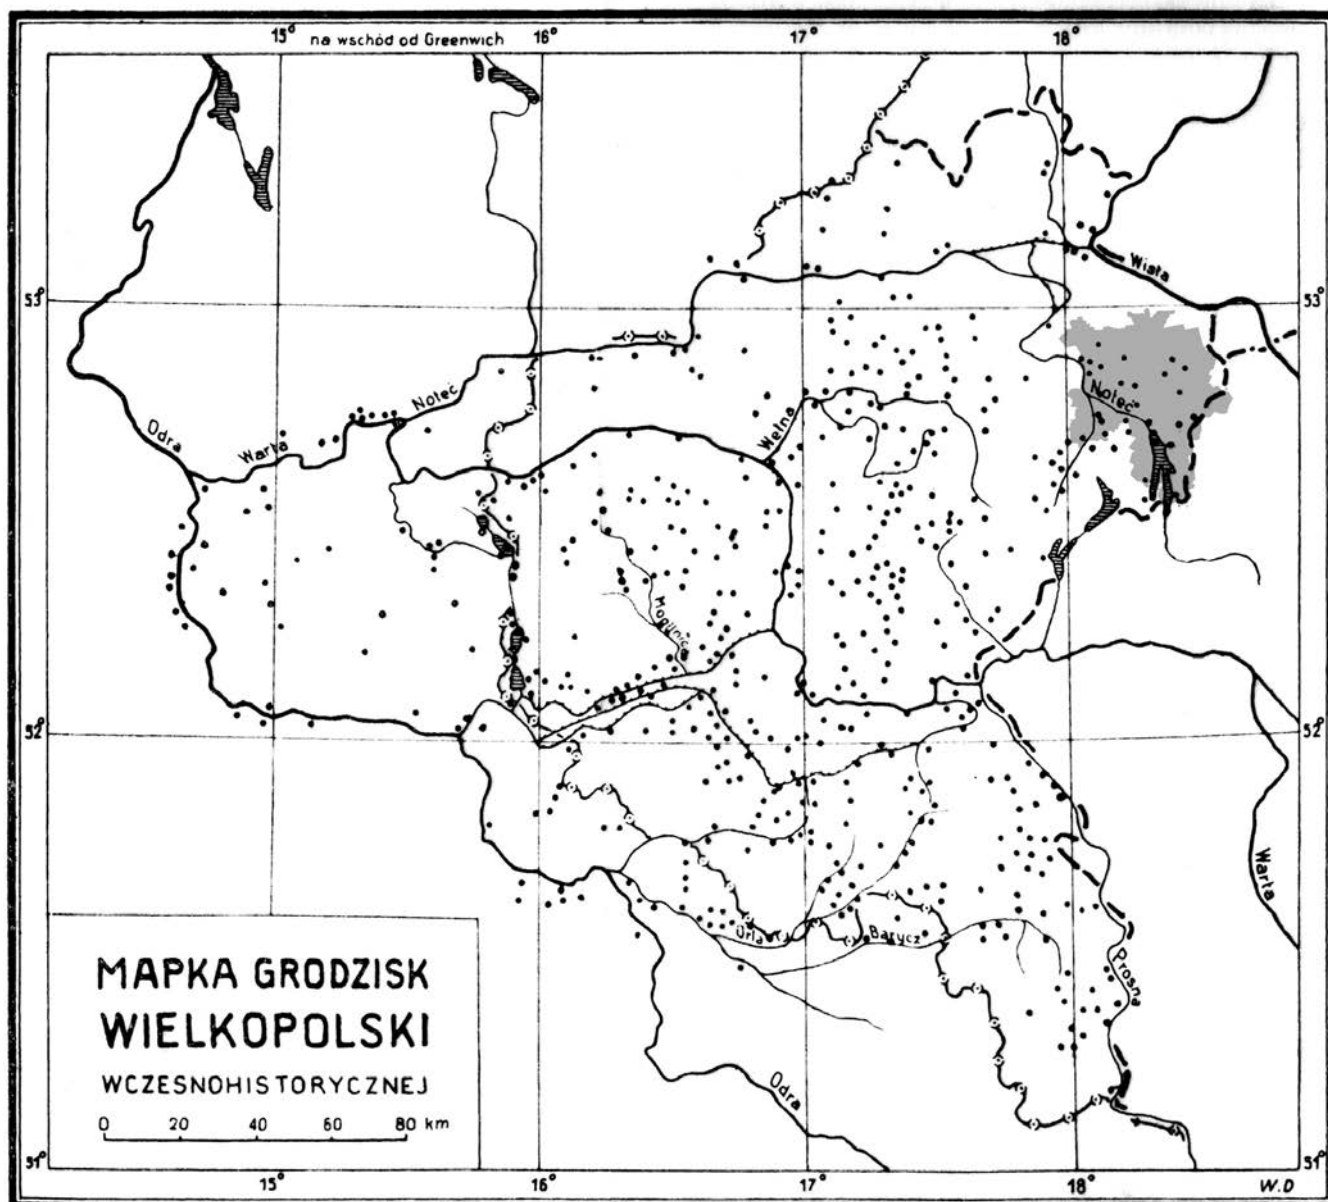 15° 16° 17° 18°
na wschód od Greenwich
Wisła
53° 53°
Noteć
Noteć
Odra
Warta
Wełna
Mogilnica
52° 52°
Warta
Orla
Barycz
Prosna
MAPKA GRODZISK
WIELKOPOLSKI
WCZESNOHISTORYCZNEJ
0 20 40 60 80 km
Odra
51° 51°
15° 16° 17° 18°
W.D